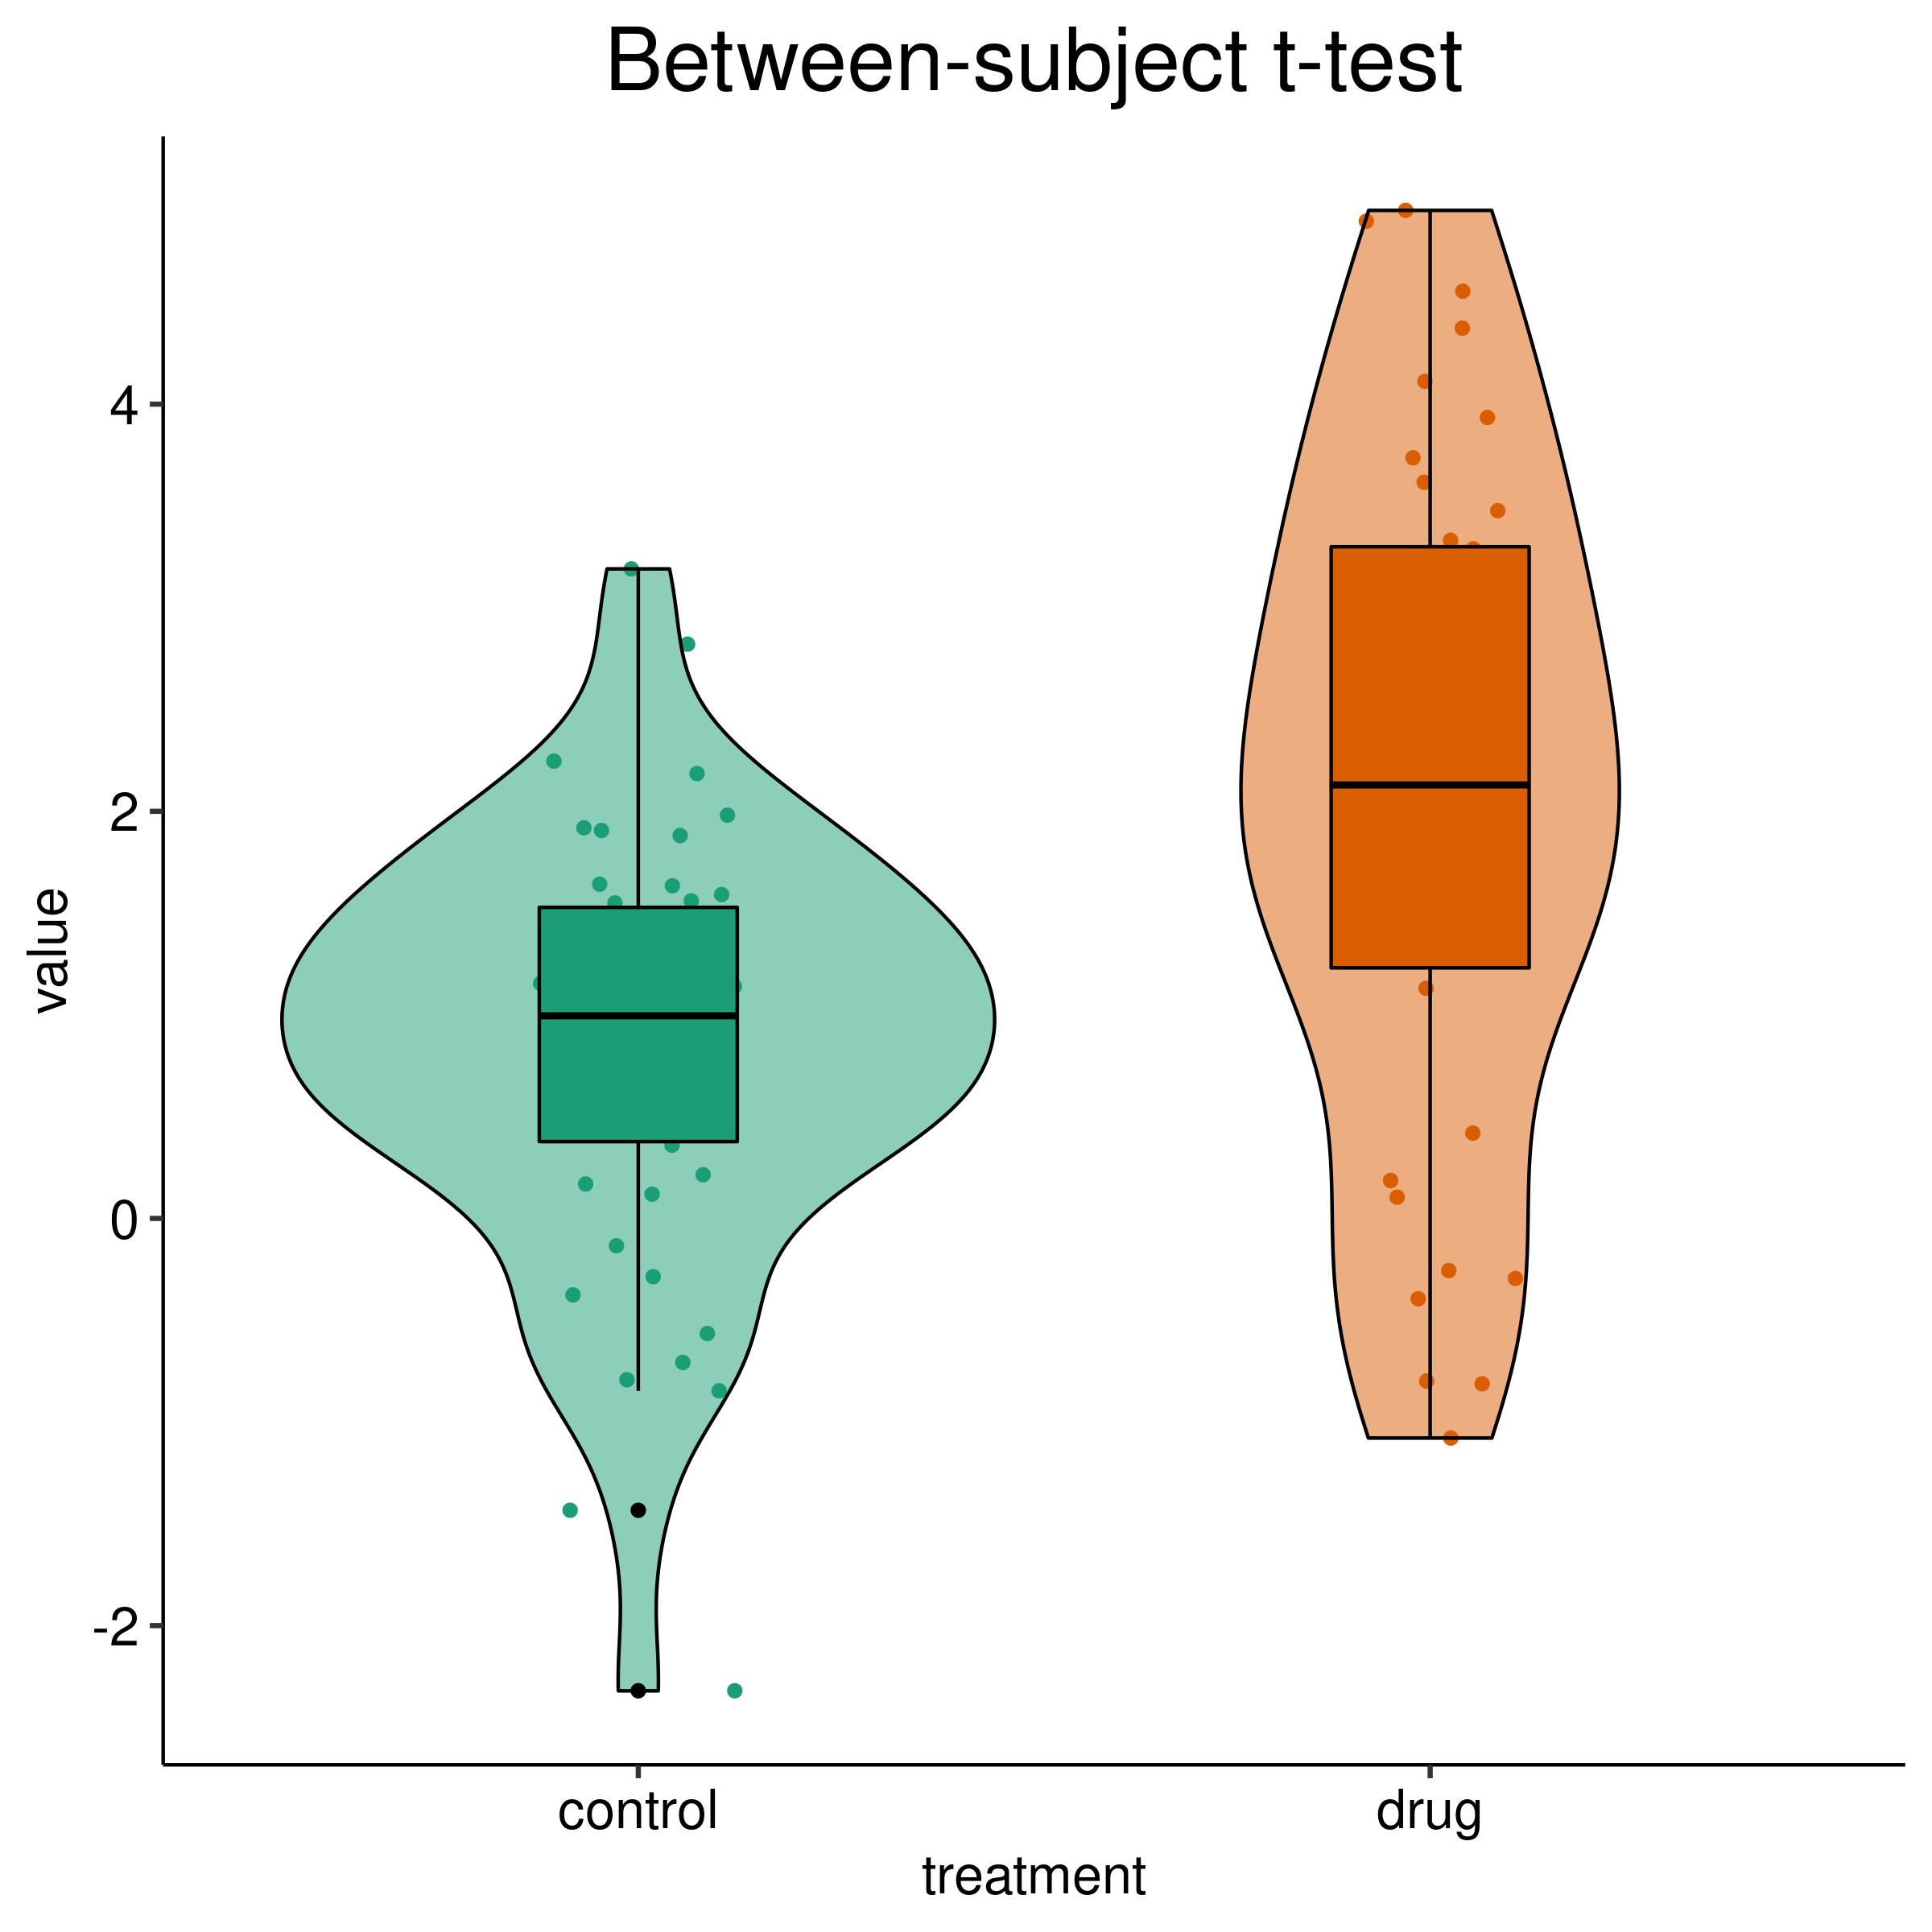 Between-subject t-test
4
2
0
-2
value
control
drug
treatment